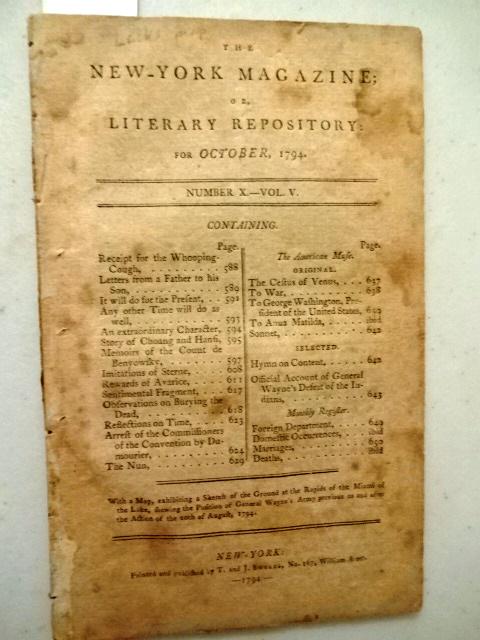 THE
NEW-YORK MAGAZINE;
OR,
LITERARY REPOSITORY:
FOR OCTOBER, 1794.
NUMBER X.—VOL. V.
CONTAINING.
Page.
Receipt for the Whooping-
Cough, . . . . . . . . . 588
Letters from a Father to his
Son, . . . . . . . . . . 589
It will do for the Present, . . 592
Any other Time will do as
well, . . . . . . . . . . 593
An extraordinary Character, 594
Story of Choang and Hansi, 595
Memoirs of the Count de
Benyowsky, . . . . . . . 597
Imitations of Sterne, . . . . 608
Rewards of Avarice, . . . . 611
Sentimental Fragment, . . . 617
Observations on Burying the
Dead, . . . . . . . . . 618
Reflections on Time, . . . . 623
Arrest of the Commissioners
of the Convention by Du-
mourier, . . . . . . . . 624
The Nun, . . . . . . . . 629
Page.
The American Muse.
ORIGINAL.
The Cestus of Venus, . . . 637
To War, . . . . . . . . . 638
To George Washington, Pre-
sident of the United States, 639
To Anna Matilda, . . . . . ibid
Sonnet, . . . . . . . . . 640
SELECTED.
Hymn on Content, . . . . 640
Official Account of General
Wayne's Defeat of the In-
dians, . . . . . . . . . 643
Monthly Register.
Foreign Department, . . . 649
Domestic Occurrences, . . . ibid
Marriages, . . . . . . . . 650
Deaths, . . . . . . . . . ibid
With a Map, exhibiting a Sketch of the Ground at the Rapids of the Miami of
the Lake, shewing the Position of General Wayne's Army previous to and after
the Action of the 20th of August, 1794.
NEW-YORK:
Printed and published by T. and J. SWORDS, No. 167, William-street.
—1794—